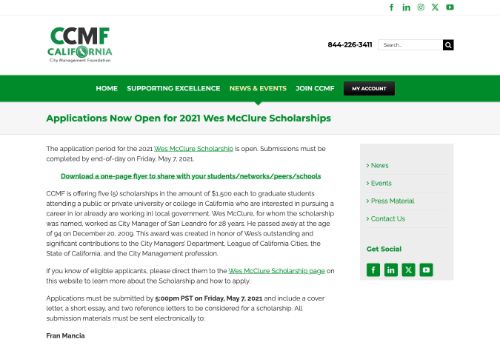 CCMF
CALIFORNIA
City Management Foundation
844-226-3411
Search...
HOME SUPPORTING EXCELLENCE NEWS & EVENTS JOIN CCMF MY ACCOUNT
Applications Now Open for 2021 Wes McClure Scholarships
The application period for the 2021 Wes McClure Scholarship is open. Submissions must
be completed by end-of-day on Friday, May 7, 2021.
Download a one-page flyer to share with your students/networks/peers/schools
CCMF is offering five (5) scholarships in the amount of $1,500 each to graduate students
attending a public or private university or college in California who are interested in pursuing a
career in (or already are working in) local government. Wes McClure, for whom the scholarship
was named, worked as City Manager of San Leandro for 28 years. He passed away at the
age of 94 on December 20, 2009. This award was created in honor of Wes's outstanding and
significant contributions to the City Managers' Department, League of California Cities, the
State of California, and the City Management profession.
If you know of eligible applicants, please direct them to the Wes McClure Scholarship page on
this website to learn more about the Scholarship and how to apply.
Applications must be submitted by 5:00pm PST on Friday, May 7, 2021 and include a cover
letter, a short essay, and two reference letters to be considered for a scholarship. All
submission materials must be sent electronically to:
Fran Mancia
> News
> Events
> Press Material
> Contact Us
Get Social